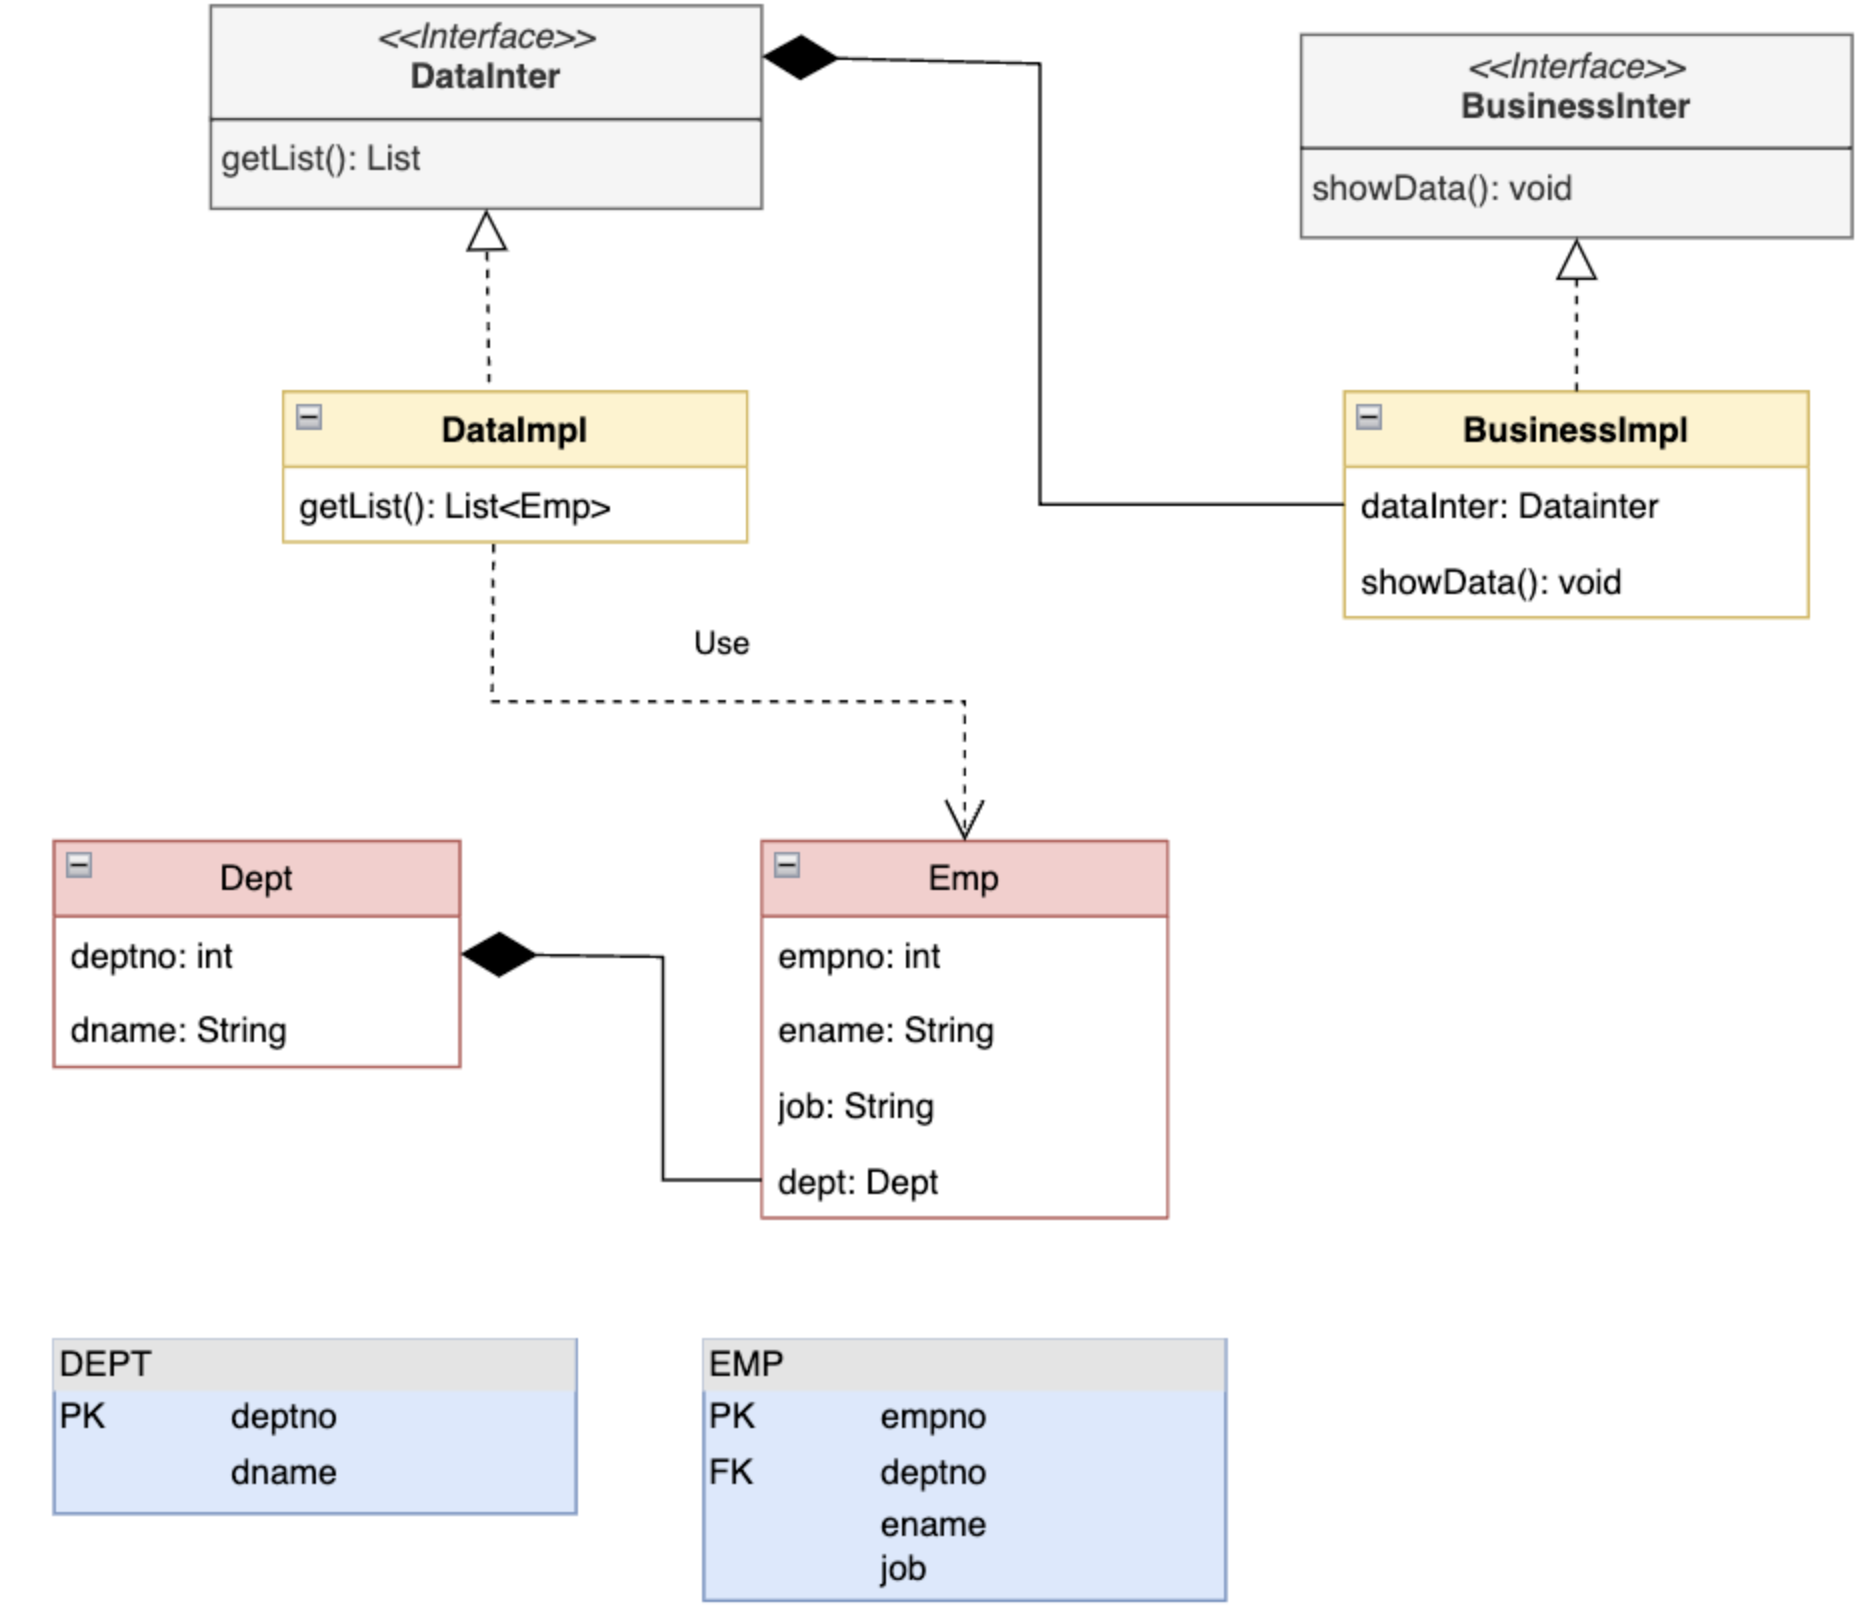 <<Interface>>
DataInter
getList(): List
<<Interface>>
BusinessInter
showData(): void
DataImpl
getList(): List<Emp>
BusinessImpl
dataInter: Datainter
showData(): void
Use
Dept
deptno: int
dname: String
Emp
empno: int
ename: String
job: String
dept: Dept
DEPT
PK deptno
dname
EMP
PK empno
FK deptno
ename
job